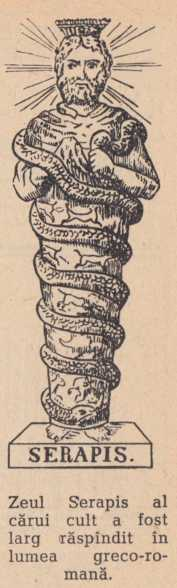 SERAPIS.
Zeul Serapis al
cărui cult a fost
larg răspîndit în
lumea greco-ro-
mană.